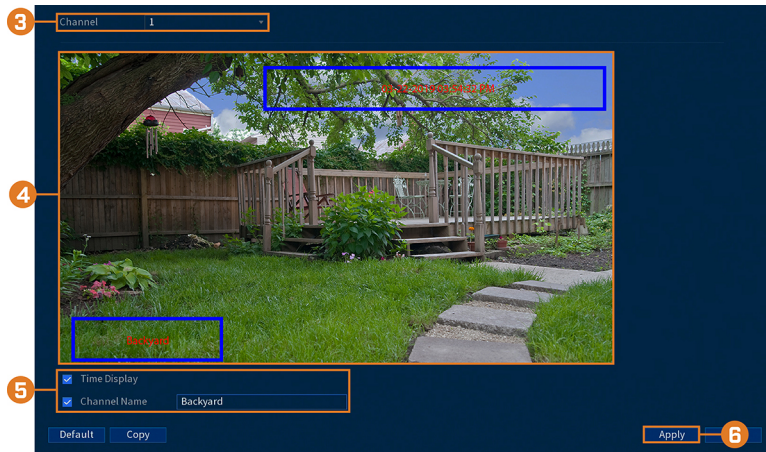 3
Channel 1
4
Backyard
5
Time Display
Channel Name Backyard
Default Copy Apply 6